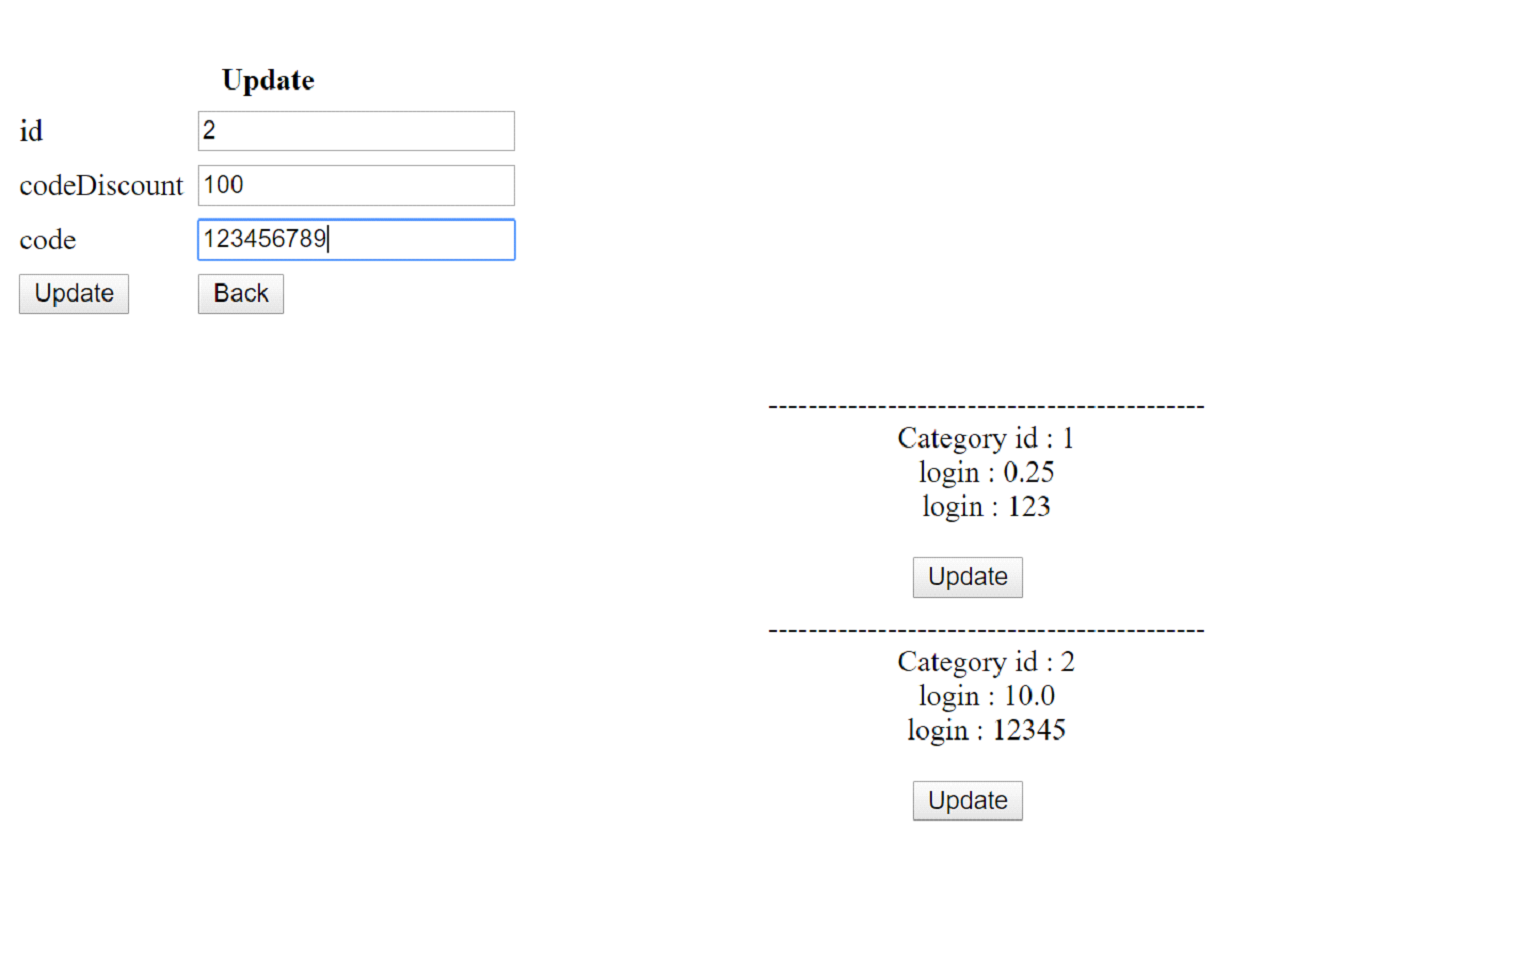 Update
id 2
codeDiscount 100
code 123456789
Update Back
--------------------------------------------
Category id : 1
login : 0.25
login : 123
Update
--------------------------------------------
Category id : 2
login : 10.0
login : 12345
Update